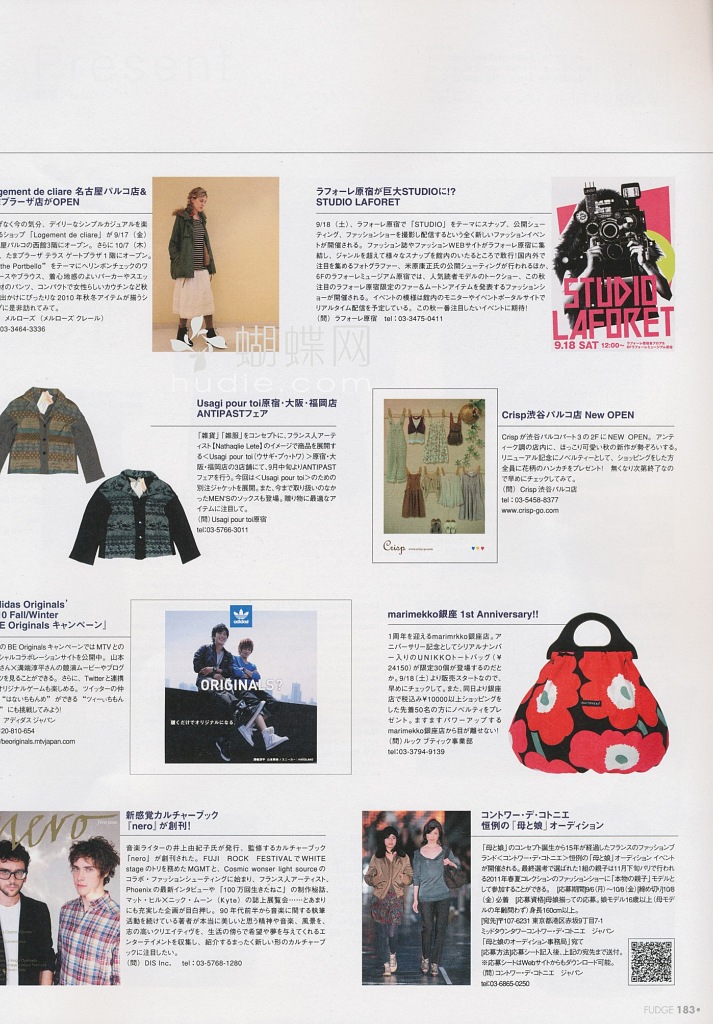 Present
gement de cliare 名古屋パルコ店&
プラーザ店がOPEN
なく今の気分、デイリーなシンプルカジュアルを楽
ショップ「Logement de cliare」が9/17（金）
屋パルコの西館3階にオープン。さらに10/7（木）
、たまプラーザ テラス ゲートプラザ1階にオープン。
the Portbello”をテーマにヘリンボンチェックのワ
ースやブラウス、着心地感のよいパーカーやスエッ
材のパンツ、コンパクトで女性らしいカウチンなど秋
出かけにぴったりな2010年秋冬アイテムが揃うシ
プに是非訪れてみて。
メルローズ（メルローズ クレール）
03-3464-3336
ラフォーレ原宿が巨大STUDIOに!?
STUDIO LAFORET
9/18（土）、ラフォーレ原宿で「STUDIO」をテーマにスナップ、公開シュー
ティング、ファッションショーを撮影し配信するという全く新しいファッションイベン
トが開催される。ファッション誌やファッションWEBサイトがラフォーレ原宿に集
結し、ジャンルを超えて様々なスナップを館内のいたるところで敢行!国内外で
注目を集めるフォトグラファー、米原康正氏の公開シューティングが行われるほか、
6Fのラフォーレミュージアム原宿では、人気読者モデルのトークショー、この秋
注目のラフォーレ原宿限定のファー&ムートンアイテムを発表するファッションシ
ョーが開催される。イベントの模様は館内のモニターやイベントポータルサイトで
リアルタイム配信を予定している。この秋一番注目したいイベントに期待!
（問）ラフォーレ原宿 tel：03-3475-0411
STUDIO
LAFORET
9.18 SAT 12:00~
蝴蝶网
hudie.com
Usagi pour toi原宿・大阪・福岡店
ANTIPASTフェア
「雑貨」「雑服」をコンセプトに、フランス人アーテ
ィスト【Nathaqlie Lete】のイメージで商品を展開す
る<Usagi pour toi(ウサギ・プゥ・トワ)>原宿・大
阪・福岡店の3店舗にて、9月中旬よりANTIPAST
フェアを行う。今回は<Usagi pour toi>のための
別注ジャケットを展開。また、今まで取り扱いのなか
ったMEN'Sのソックスも登場。贈り物に最適なア
イテムに注目して。
（問）Usagi pour toi原宿
tel：03-5766-3011
Crisp
Crisp渋谷パルコ店 New OPEN
Crispが渋谷パルコパート3の2FにNEW OPEN。アンテ
ィーク調の店内に、ほっこり可愛い秋の新作が勢ぞろいする。
リニューアル記念にノベルティーとして、ショッピングをした方
全員に花柄のハンカチをプレゼント! 無くなり次第終了なの
で早めにチェックしてみて。
（問）Crisp 渋谷パルコ店
tel：03-5458-8377
www.crisp-go.com
didas Originals'
10 Fall/Winter
BE Originals キャンペーン」
の BE Originals キャンペーンではMTVとの
シャルコラボレーションサイトを公開中。山本
さん×溝端淳平さんの競演ムービーやブログ
ツを見ることができる。さらに、Twitterと連携
オリジナルゲームも楽しめる。ツイッターの仲
“はないちもんめ”ができる「ツイーいちもん
”にも挑戦してみよう!
アディダス ジャパン
20-810-654
/beoriginals.mtvjapan.com
adidas
ORIGINALS?
履くだけでオリジナルになる。
marimekko銀座 1st Anniversary!!
1周年を迎えるmarimrkko銀座店。ア
ニバーサリー記念としてシリアルナンバ
ー入りのUNIKKOトートバッグ（￥
24150）が限定30個が登場するのだと
か。9/18（土）より販売スタートなので、
早めにチェックして。また、同日より銀座
店で税込み￥10000以上ショッピングを
した先着50名の方にノベルティをプレ
ゼント。ますますパワーアップする
marimekko銀座店から目が離せない!
（問）ルック ブティック事業部
tel：03-3794-9139
marimekko
nero
新感覚カルチャーブック
『nero』が創刊!
音楽ライターの井上由紀子氏が発行、監修するカルチャーブック
『nero』が創刊された。FUJI ROCK FESTIVALでWHITE
stageのトリを務めたMGMTと、Cosmic wonser light sourceの
コラボ・ファッションシューティングに始まり、フランス人アーティスト、
Phoenixの最新インタビューや『100万回生きたねこ』の制作秘話、
マット・ヒル×ニック・ムーン（Kyte）の誌上展覧会……とあまり
にも充実した企画が目白押し。90年代前半から音楽に関する執筆
活動を続けている著者が本当に美しいと思う精神や音楽、風景を、
志の高いクリエイティヴを、生活の傍らで希望や夢を与えてくれるエ
ンターテイメントを収集し、紹介するまったく新しい形のカルチャーブ
ックに注目したい。
（問）DIS Inc. tel：03-5768-1280
コントワー・デ・コトニエ
恒例の「母と娘」オーディション
「母と娘」のコンセプト誕生から15年が経過したフランスのファッションブ
ランド<コントワー・デ・コトニエ>恒例の「母と娘」オーディション イベント
が開催される。最終選考で選ばれた1組の親子は11月下旬パリで行われ
る2011年春夏コレクションのファッションショーに「本物の親子」モデルと
して参加することができる。 [応募期間]9/6(月)～10/8(金)締め切り(10/8
(金)必着 [応募資格]母娘揃っての応募。娘モデル16歳以上(母モデ
ルの年齢問わず)身長160cm以上。
[宛先]〒107-6231 東京都港区赤坂9丁目7-1
ミッドタウンタワーコントワー・デ・コトニエ ジャパン
「母と娘のオーディション事務局」宛て
[応募方法]応募シート記入後、上記の宛先まで送付。
※応募シートはWebサイトからもダウンロード可能。
（問）コントワー・デ・コトニエ ジャパン
tel:03-6865-0250
FUDGE 183